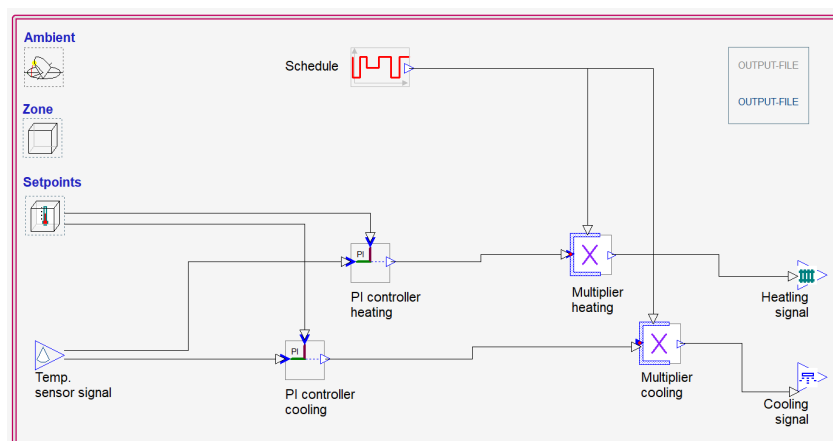 Ambient
Schedule
OUTPUT-FILE
OUTPUT-FILE
Zone
Setpoints
PI
PI controller
heating
X
Multiplier
heating
Heatling
signal
Temp.
sensor signal
PI
PI controller
cooling
X
Multiplier
cooling
Cooling
signal